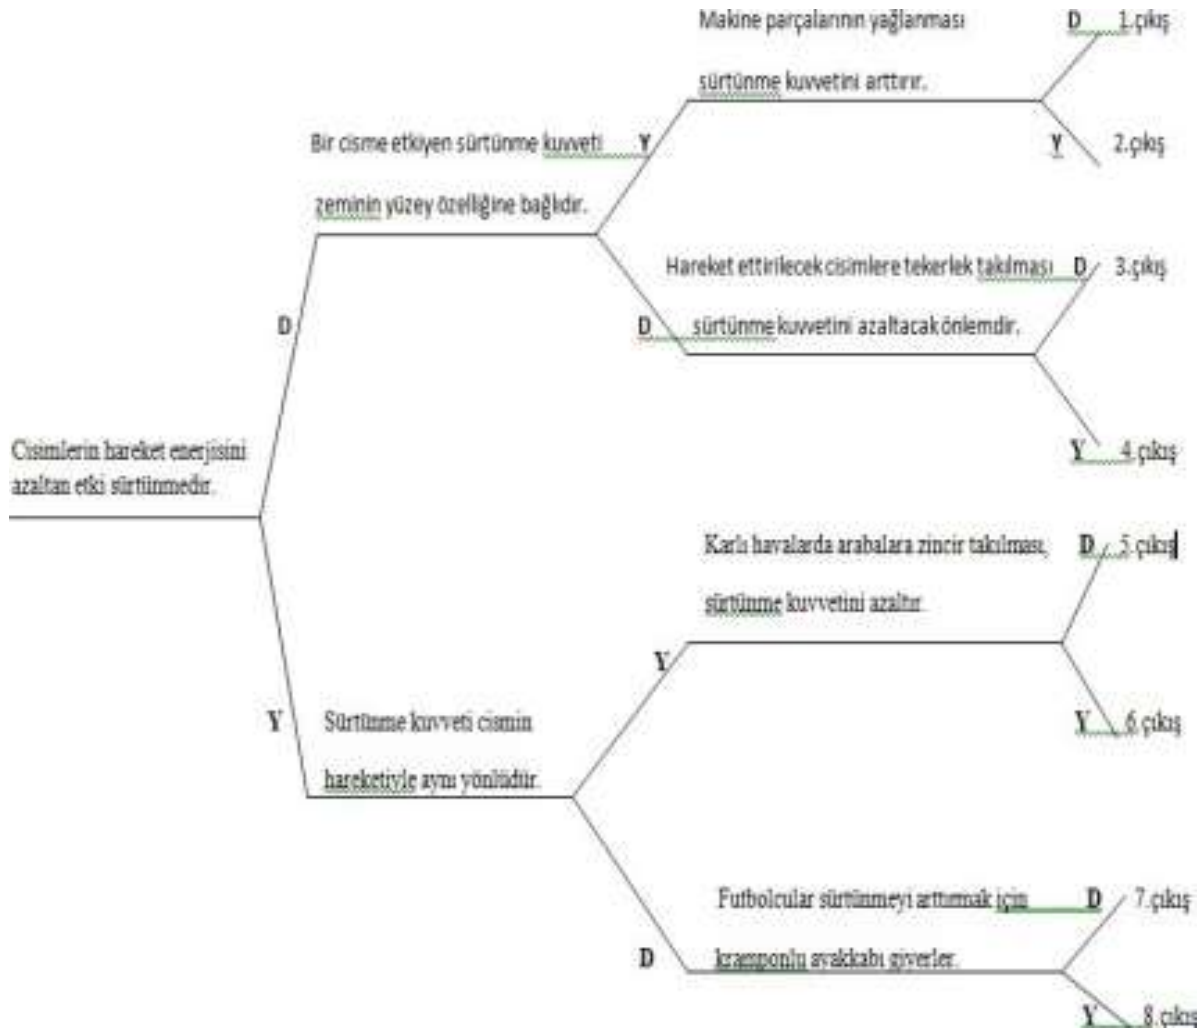 Makine parçalarının yağlanması D 1.çıkış
sürtünme kuvvetini arttırır.
Bir cisme etkiyen sürtünme kuvveti Y
Y 2.çıkış
zeminin yüzey özelliğine bağlıdır.
Hareket ettirilecek cisimlere tekerlek takılması D 3.çıkış
D
D sürtünme kuvvetini azaltacak önlemdir.
Cisimlerin hareket enerjisini
azaltan etki sürtünmedir.
Y 4.çıkış
Karlı havalarda arabalara zincir takılması, D 5.çıkış
sürtünme kuvvetini azaltır.
Y
Y Sürtünme kuvveti cismin
Y 6.çıkış
hareketiyle aynı yönlüdür.
Futbolcular sürtünmeyi arttırmak için D 7.çıkış
D kramponlu ayakkabı giyerler.
Y 8.çıkış